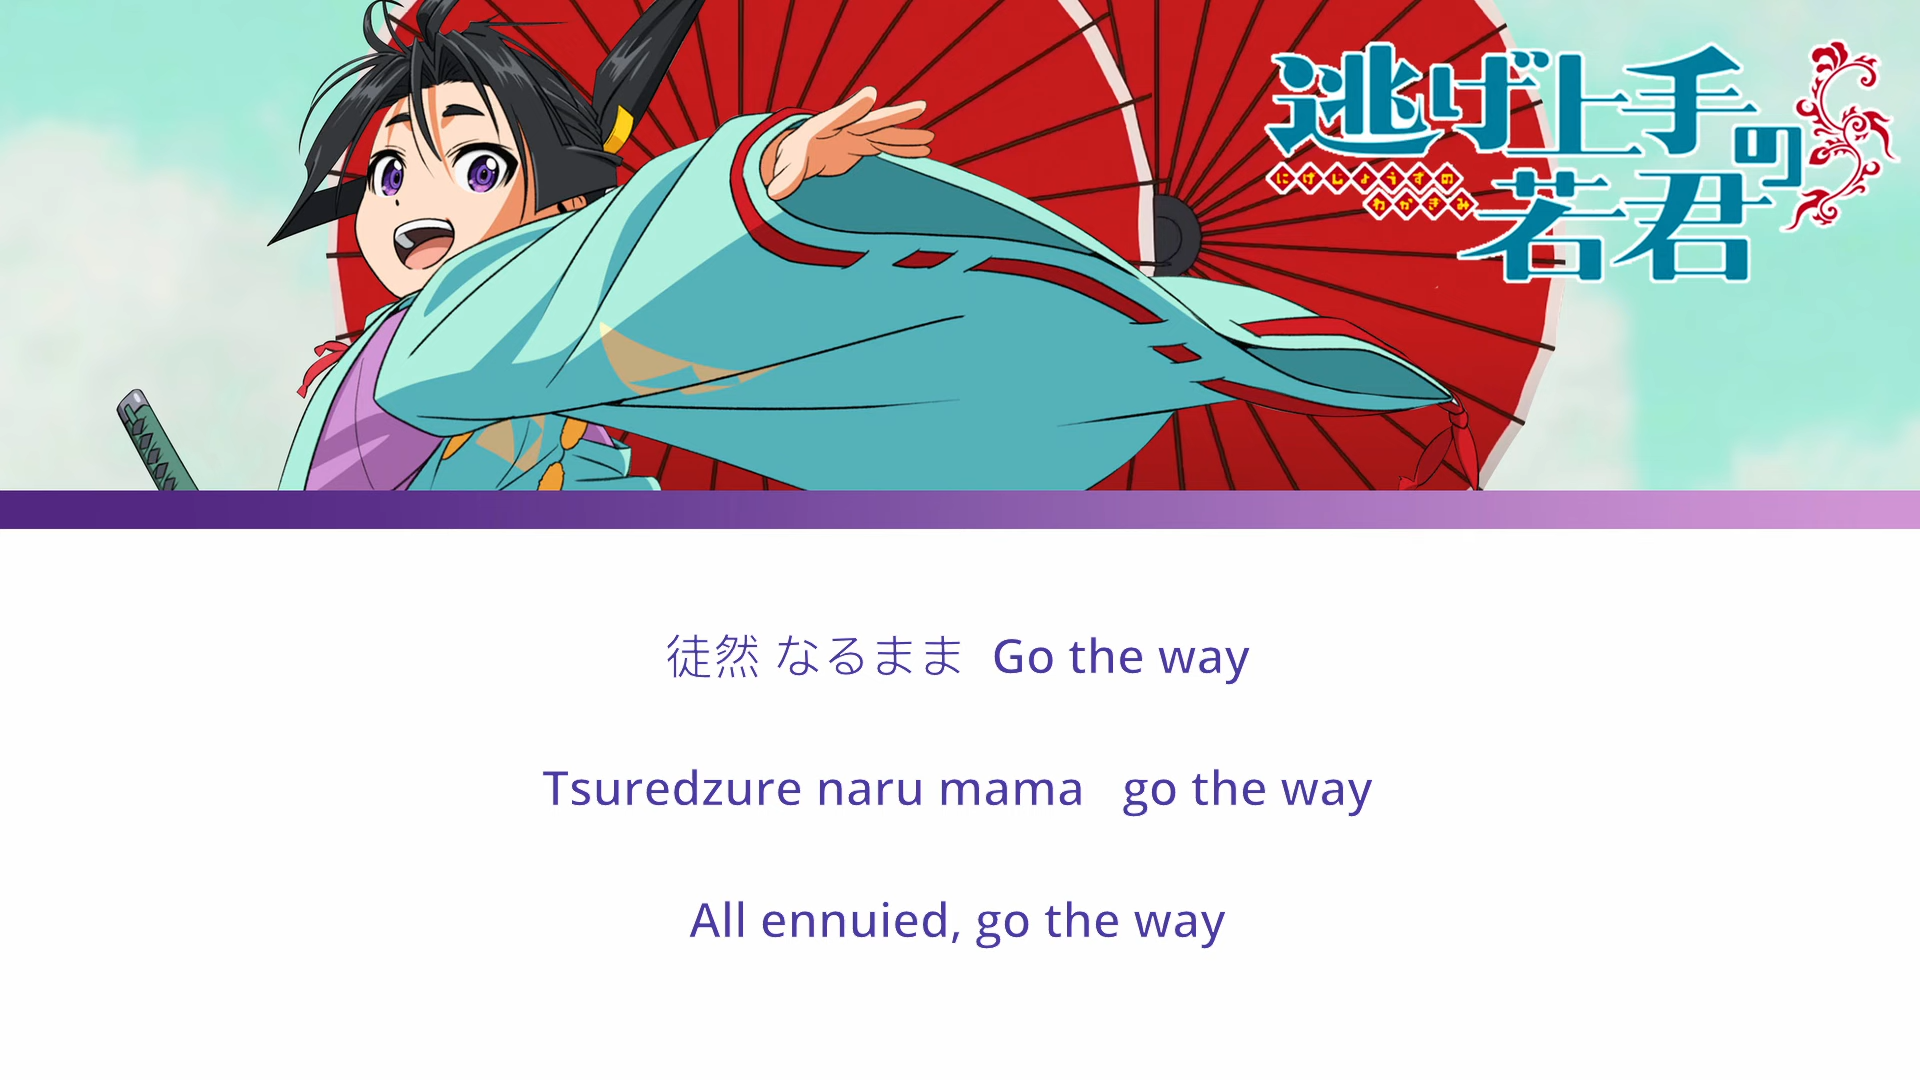 逃げ上手の
若君
にげじょうずの
わかぎみ
徒然 なるまま  Go the way
Tsuredzure naru mama   go the way
All ennuied, go the way